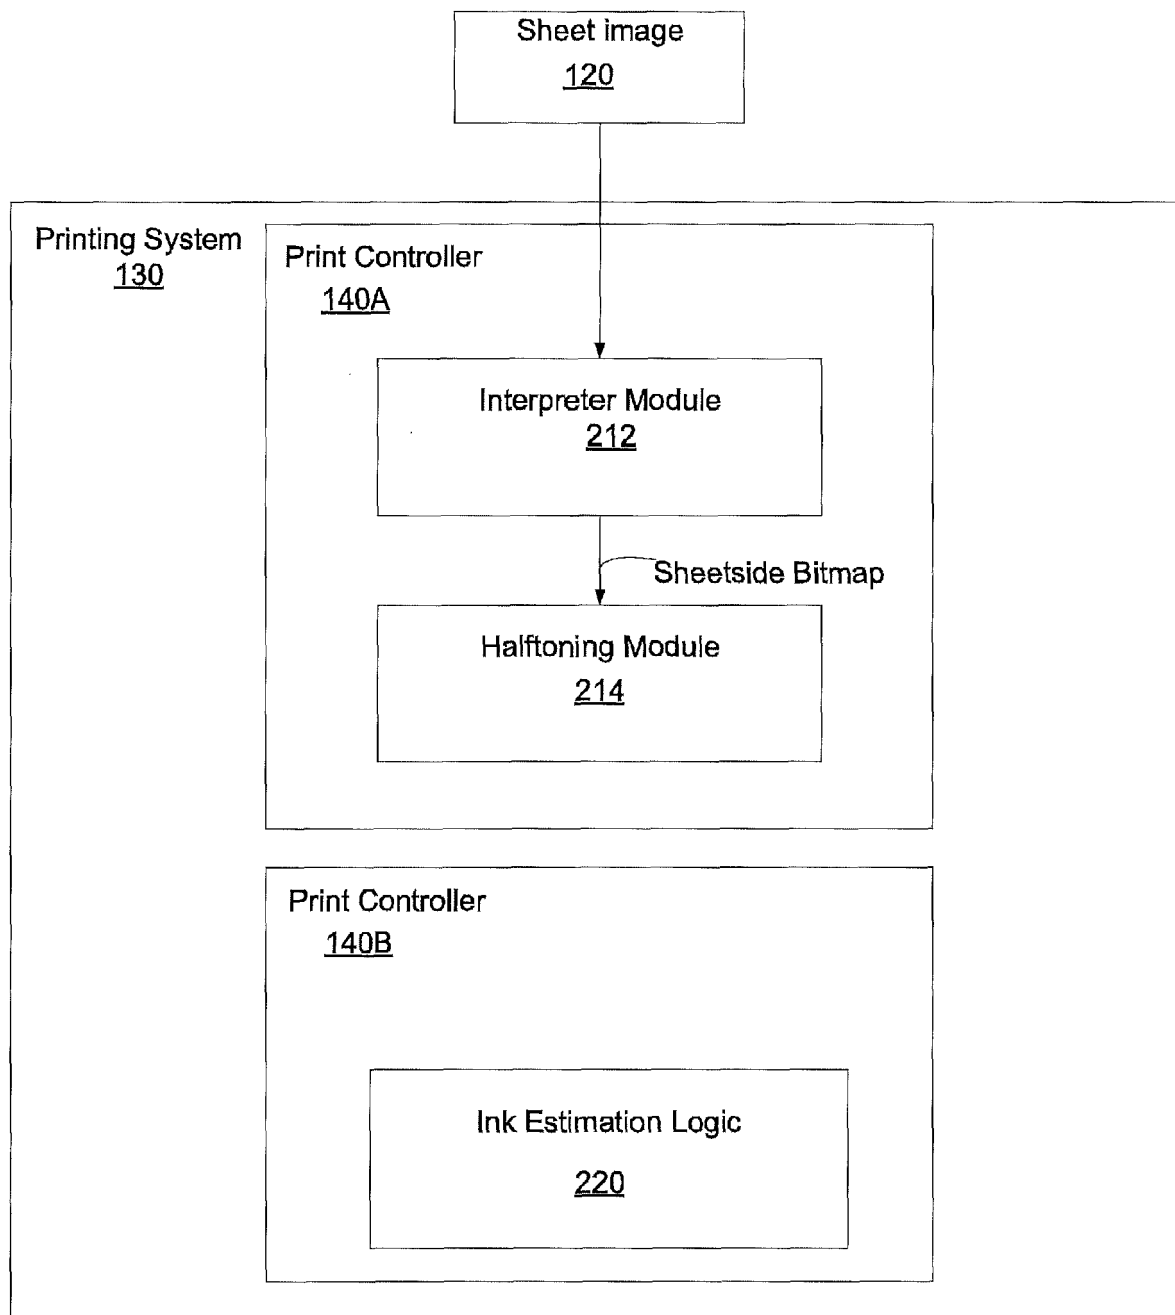 Sheet image
120
Printing System
130
Print Controller
140A
Interpreter Module
212
Sheetside Bitmap
Halftoning Module
214
Print Controller
140B
Ink Estimation Logic
220